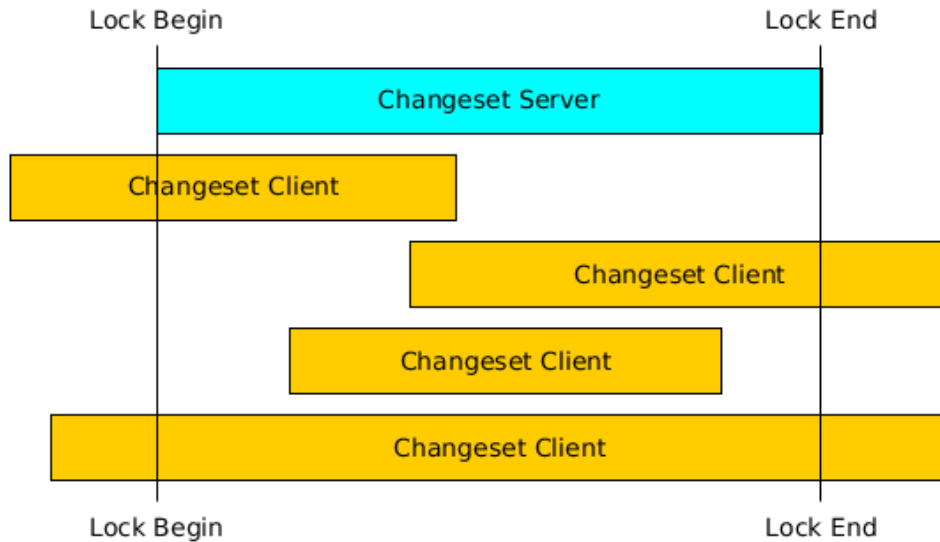 Lock Begin
Lock End
Changeset Server
Changeset Client
Changeset Client
Changeset Client
Changeset Client
Lock Begin
Lock End